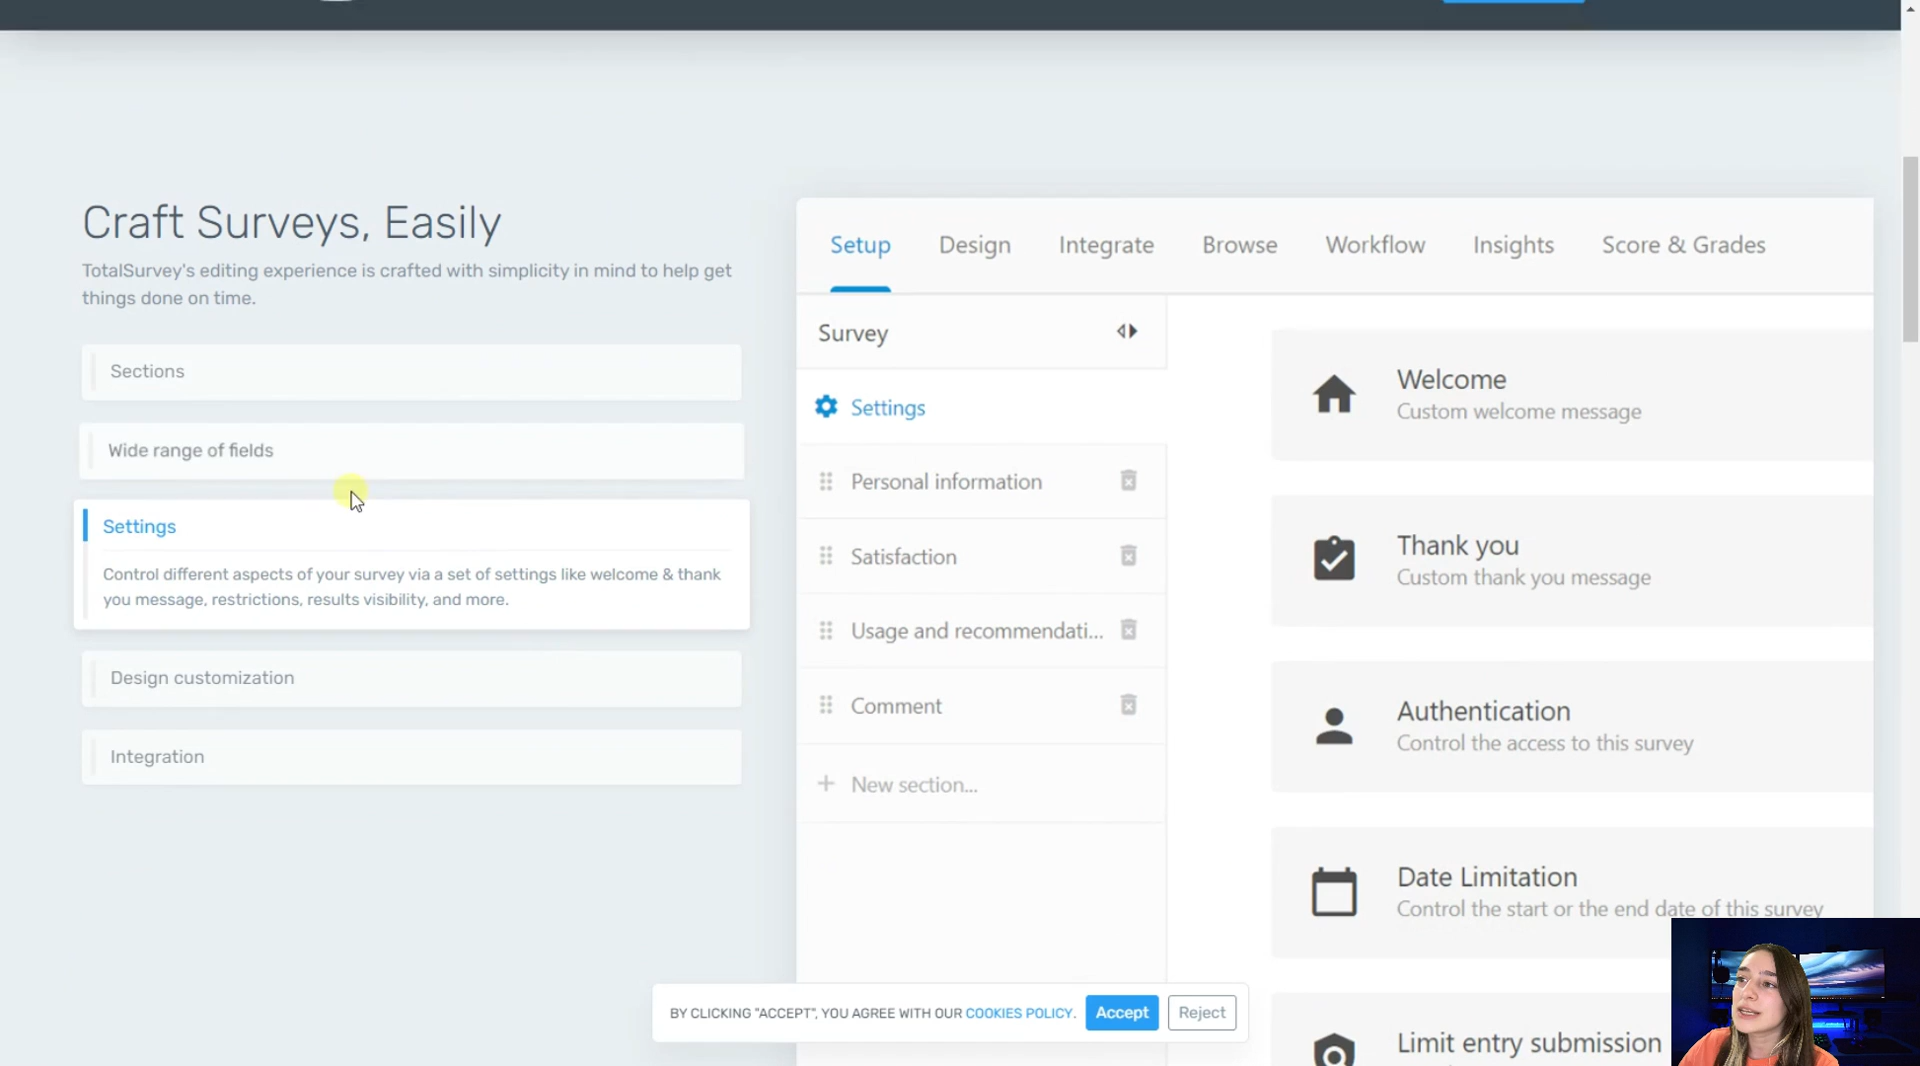 Craft Surveys, Easily
TotalSurvey's editing experience is crafted with simplicity in mind to help get
things done on time.
Sections
Wide range of fields
Settings
Control different aspects of your survey via a set of settings like welcome & thank
you message, restrictions, results visibility, and more.
Design customization
Integration
Setup
Design
Integrate
Browse
Workflow
Insights
Score & Grades
Survey
Settings
Personal information
Satisfaction
Usage and recommendati...
Comment
New section...
Welcome
Custom welcome message
Thank you
Custom thank you message
Authentication
Control the access to this survey
Date Limitation
Control the start or the end date of this survey
Limit entry submission
BY CLICKING "ACCEPT", YOU AGREE WITH OUR COOKIES POLICY.
Accept
Reject